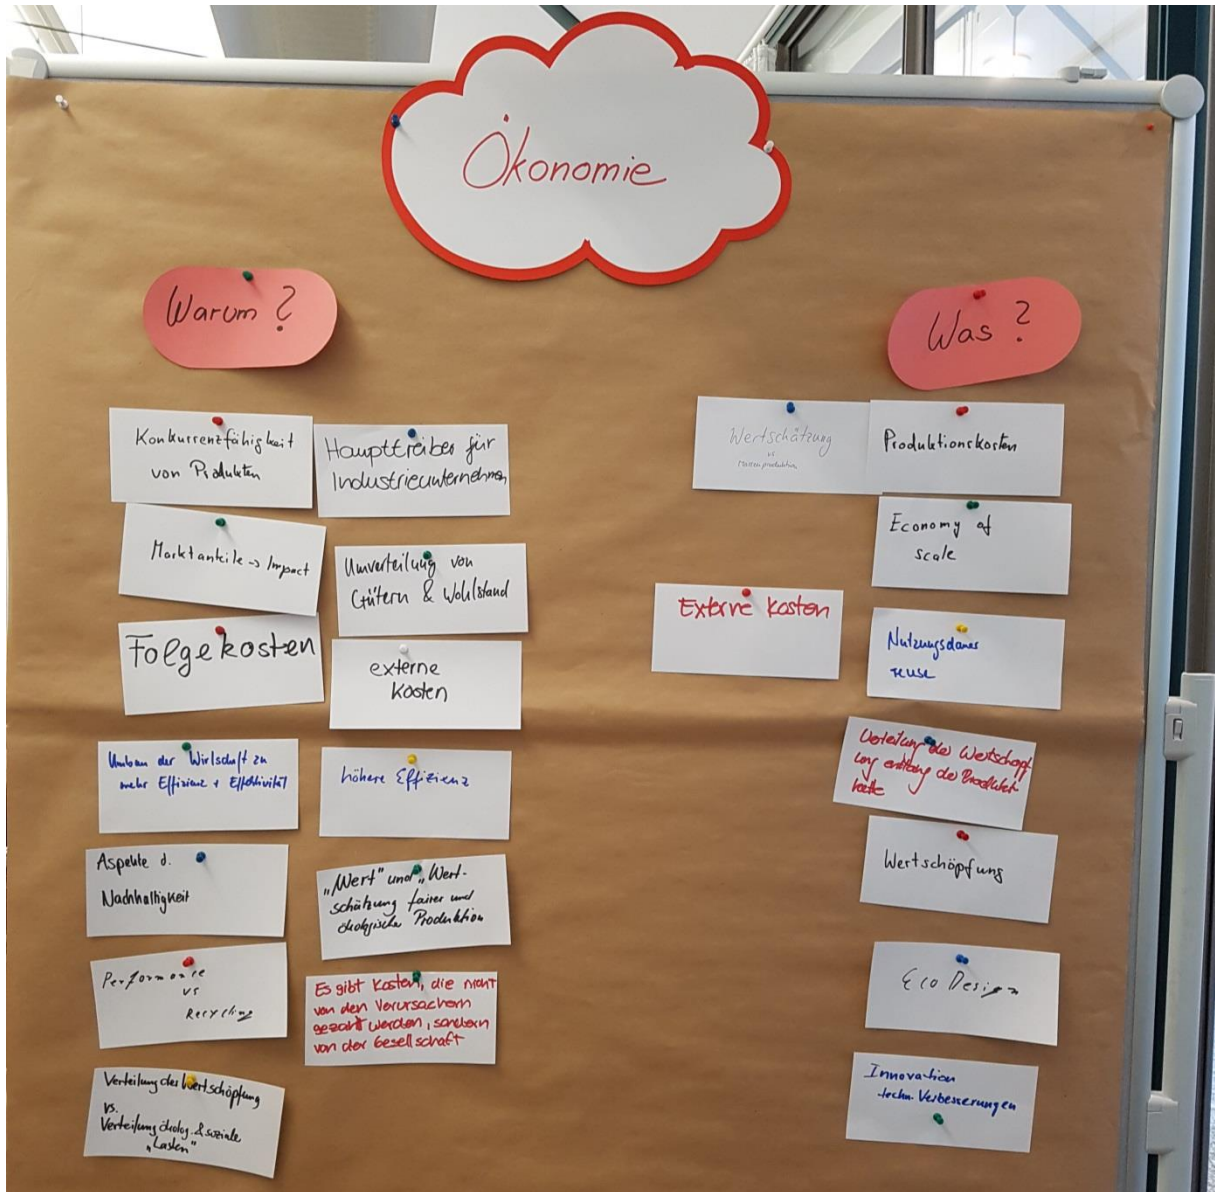 Ökonomie
Warum?
Konkurrenzfähigkeit
von Produkten
Haupttreiber für
Industrieunternehmen
Marktanteile → Impact
Umverteilung von
Gütern & Wohlstand
Folgekosten
externe
Kosten
Umbau der Wirtschaft zu
mehr Effizienz + Effektivität
höhere Effizienz
Aspekte d.
Nachhaltigkeit
„Wert" und „Wert-
schätzung fairer und
ökologische Produktion
Performance
vs
Recycling
Es gibt Kosten, die nicht
von den Verursachern
gezahlt werden, sondern
von der Gesellschaft
Verteilung der Wertschöpfung
vs.
Verteilung ökolog. & soziale
„Lasten"
Was?
Wertschätzung
vs
Massenproduktion
Produktionskosten
Economy of
scale
Externe Kosten
Nutzungsdauer
reuse
Verteilung der Wertschöpf
ung entlang der Produkt
kette
Wertschöpfung
Eco Design
Innovation
techn. Verbesserungen